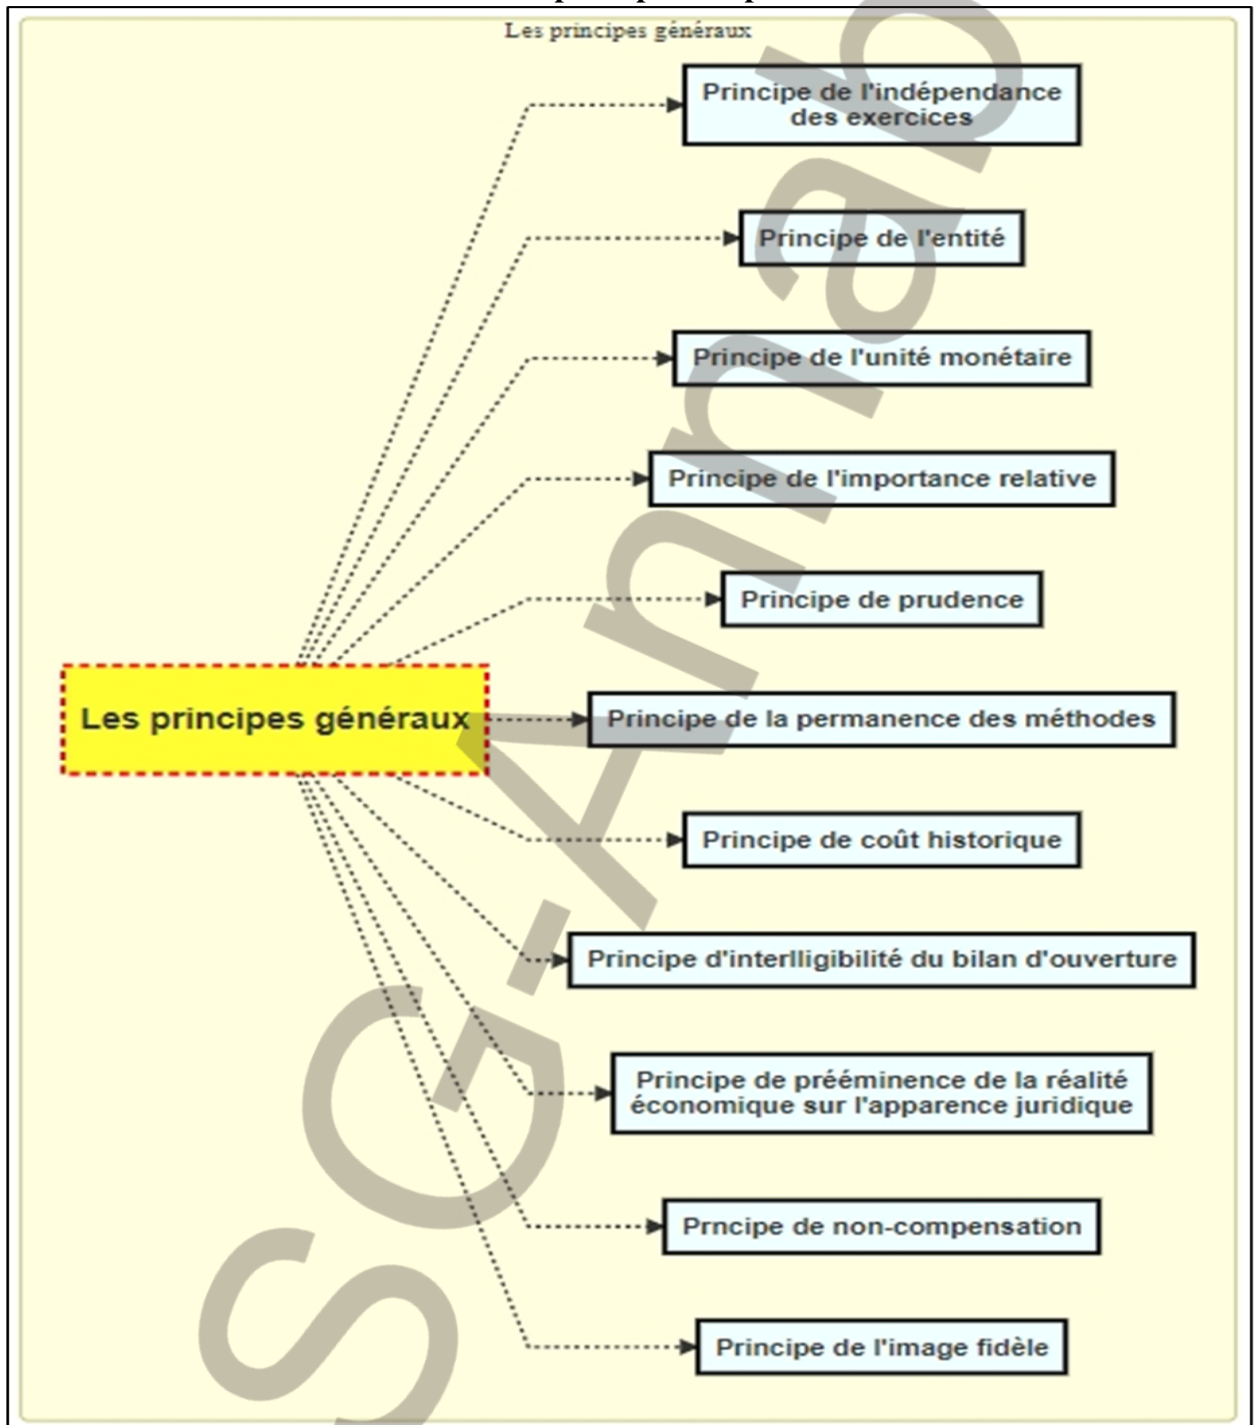 Les principes généraux
Principe de l'indépendance
des exercices
Principe de l'entité
Principe de l'unité monétaire
Principe de l'importance relative
Principe de prudence
Les principes généraux
Principe de la permanence des méthodes
Principe de coût historique
Principe d'interlligibilité du bilan d'ouverture
Principe de prééminence de la réalité
économique sur l'apparence juridique
Prncipe de non-compensation
Principe de l'image fidèle
SG-Annab